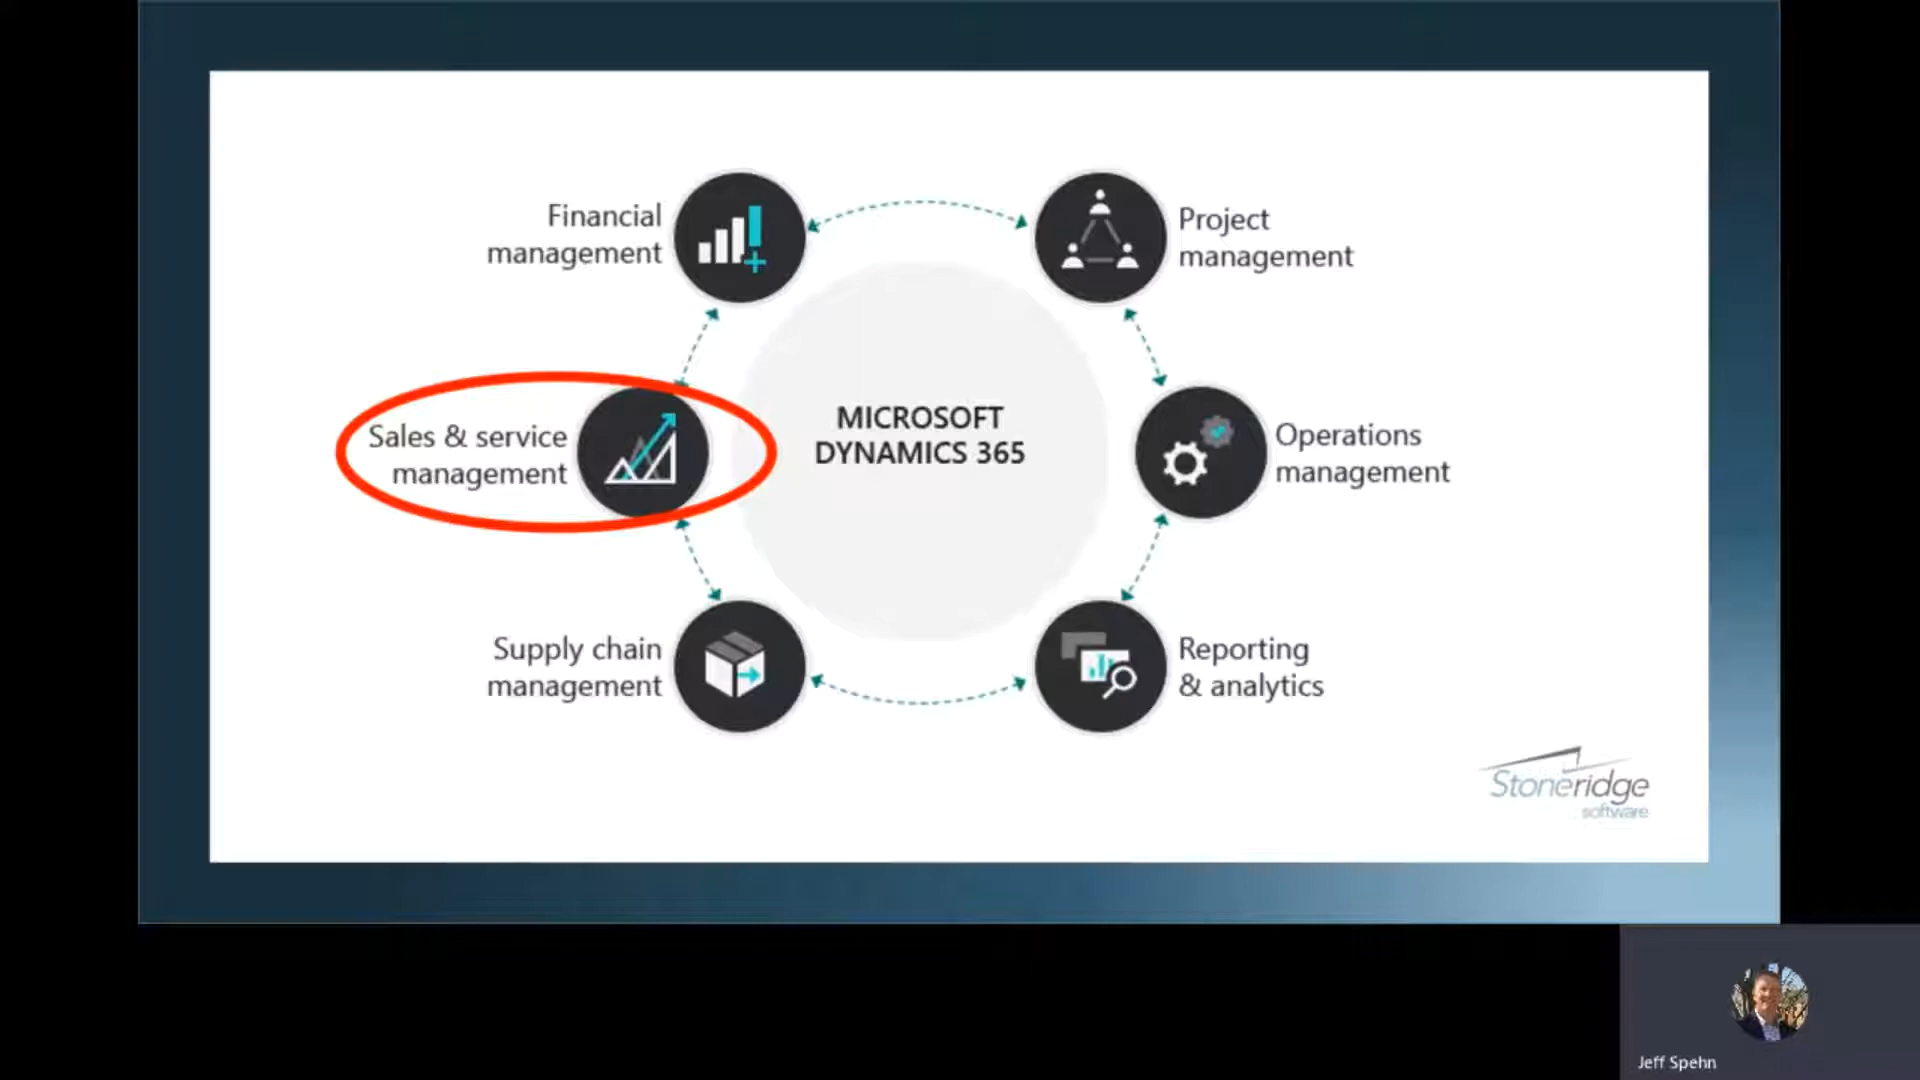 Financial
management
Project
management
Sales & service
management
MICROSOFT
DYNAMICS 365
Operations
management
Supply chain
management
Reporting
& analytics
Stoneridge
software
Jeff Spehn